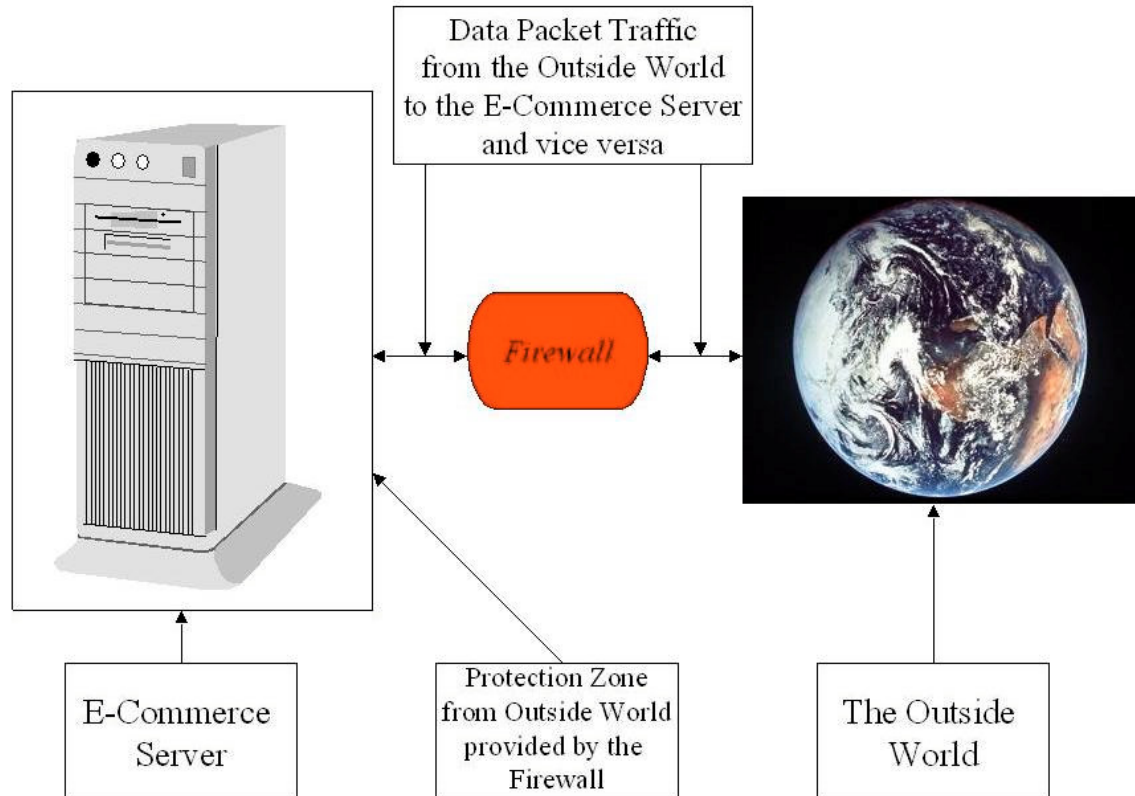 Data Packet Traffic
from the Outside World
to the E-Commerce Server
and vice versa
Firewall
E-Commerce
Server
Protection Zone
from Outside World
provided by the
Firewall
The Outside
World